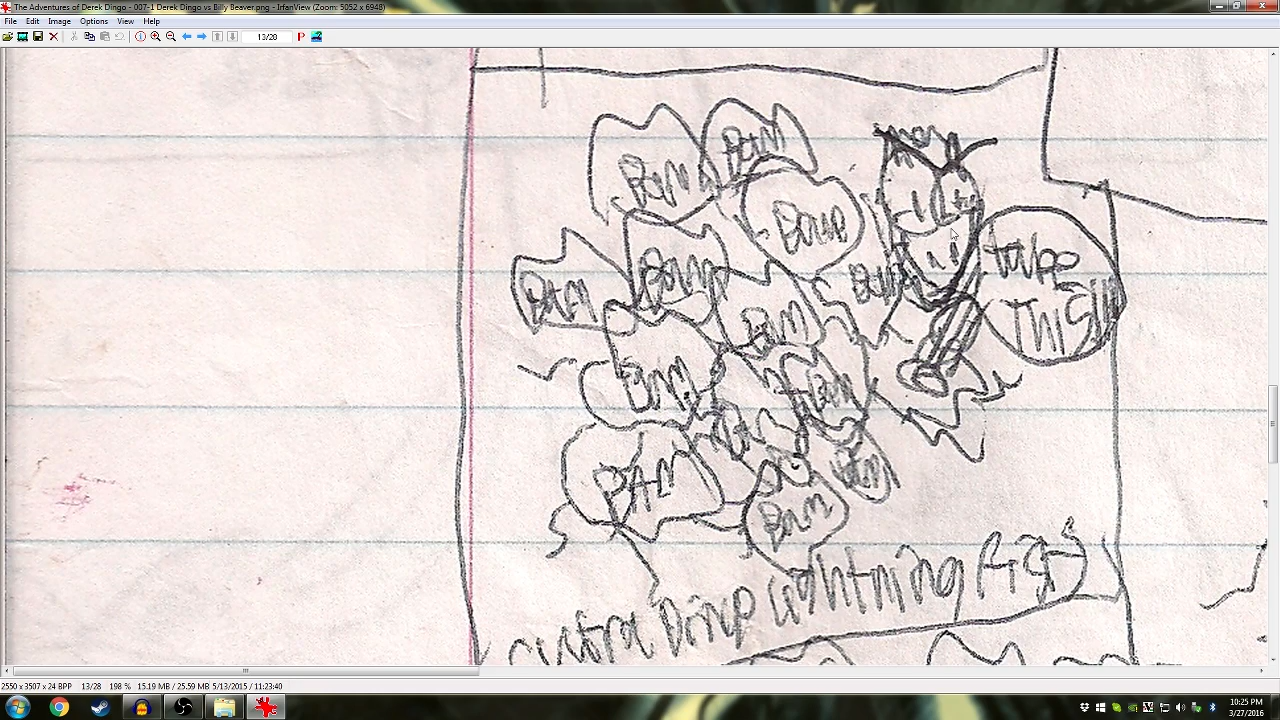 The Adventures of Derek Dingo - 007-1 Derek Dingo vs Billy Beaver.png - IrfanView (Zoom: 5052 x 6948)
File Edit Image Options View Help
13/28
BAM
BAM
BAM
BAM
BAM
BAM
BAM
BAM
BAM
BAM
BAM
BAM
take
THIS!!!
Lightning fists
2550 x 3507 x 24 BPP 13/28 198 % 15.19 MB / 25.59 MB 5/13/2015 / 11:23:40
10:25 PM
3/27/2016